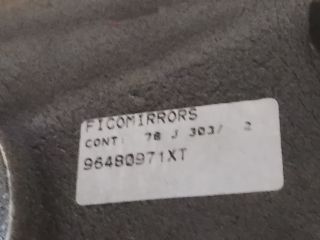 FICOMIRRORS
CONT: 78 J 303/ 2
96480971XT